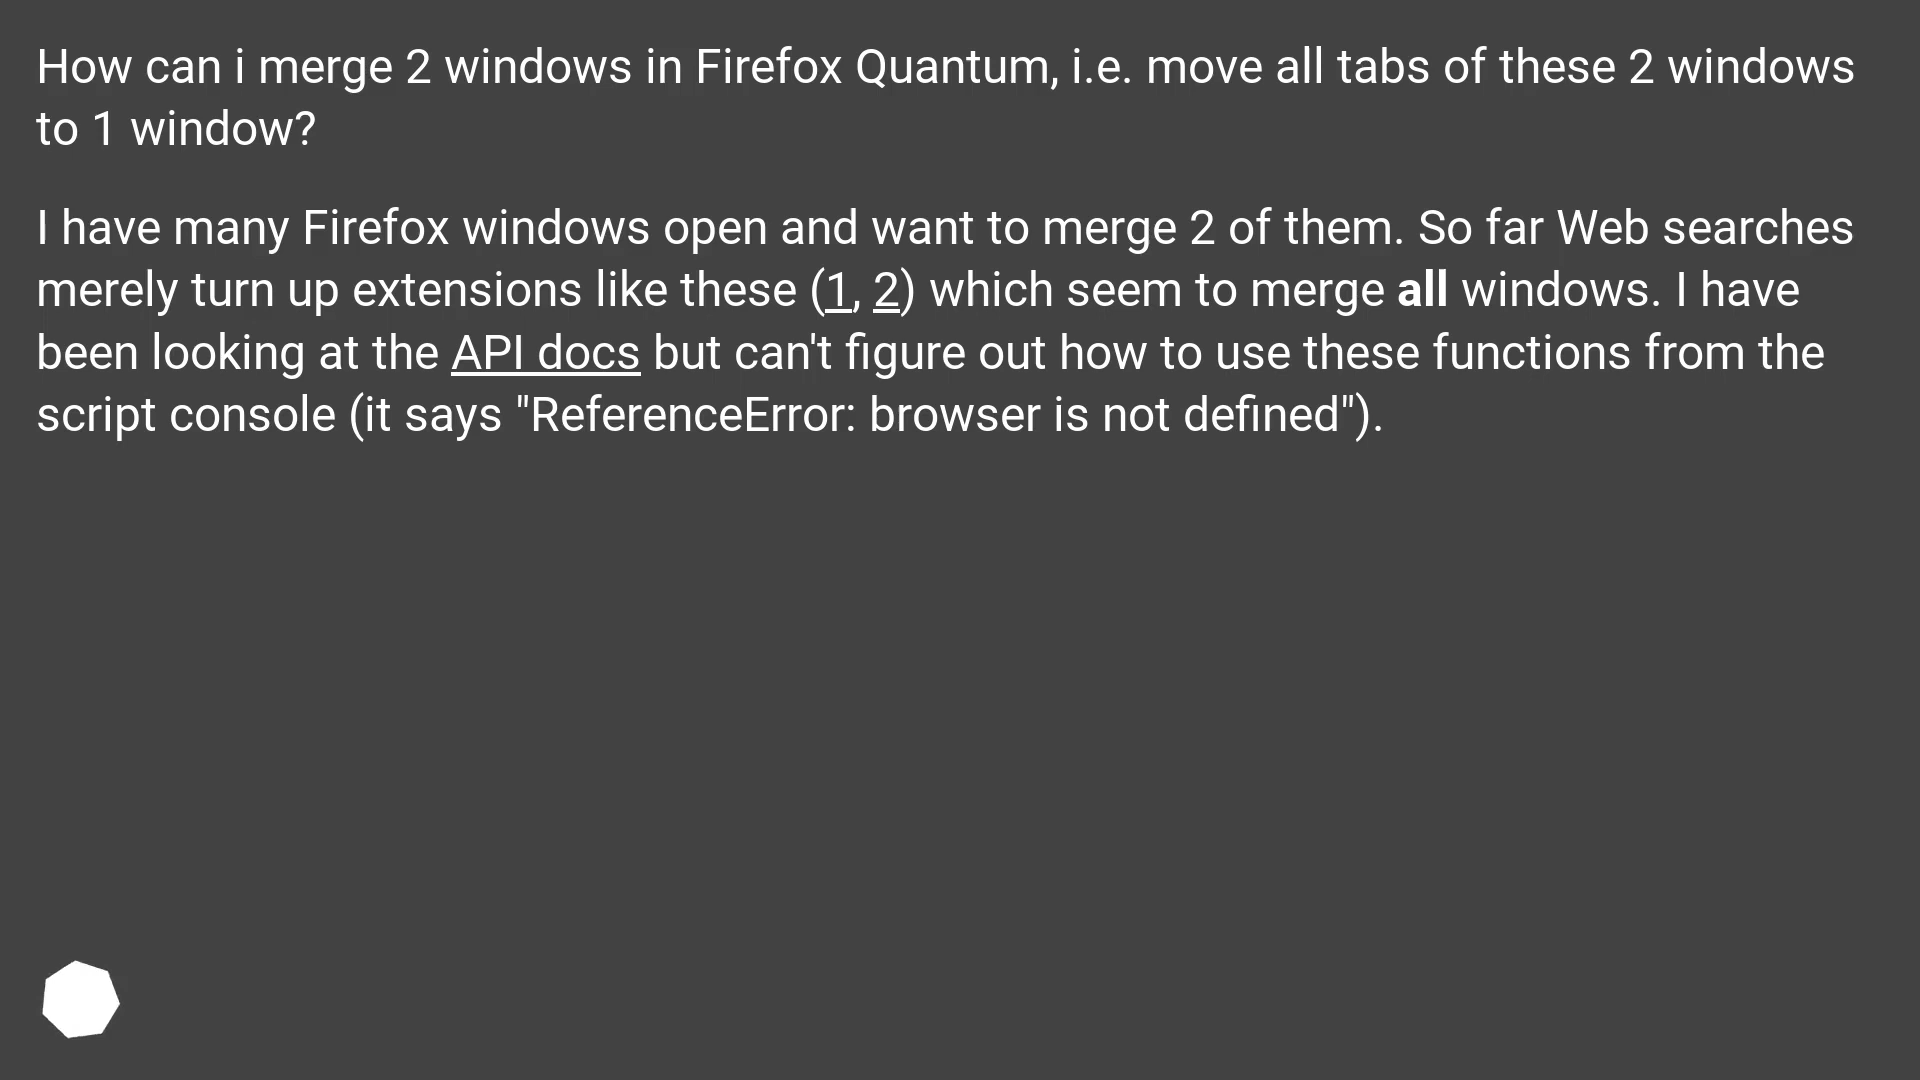 How can i merge 2 windows in Firefox Quantum, i.e. move all tabs of these 2 windows
to 1 window?
I have many Firefox windows open and want to merge 2 of them. So far Web searches
merely turn up extensions like these (1, 2) which seem to merge all windows. I have
been looking at the API docs but can't figure out how to use these functions from the
script console (it says "ReferenceError: browser is not defined").